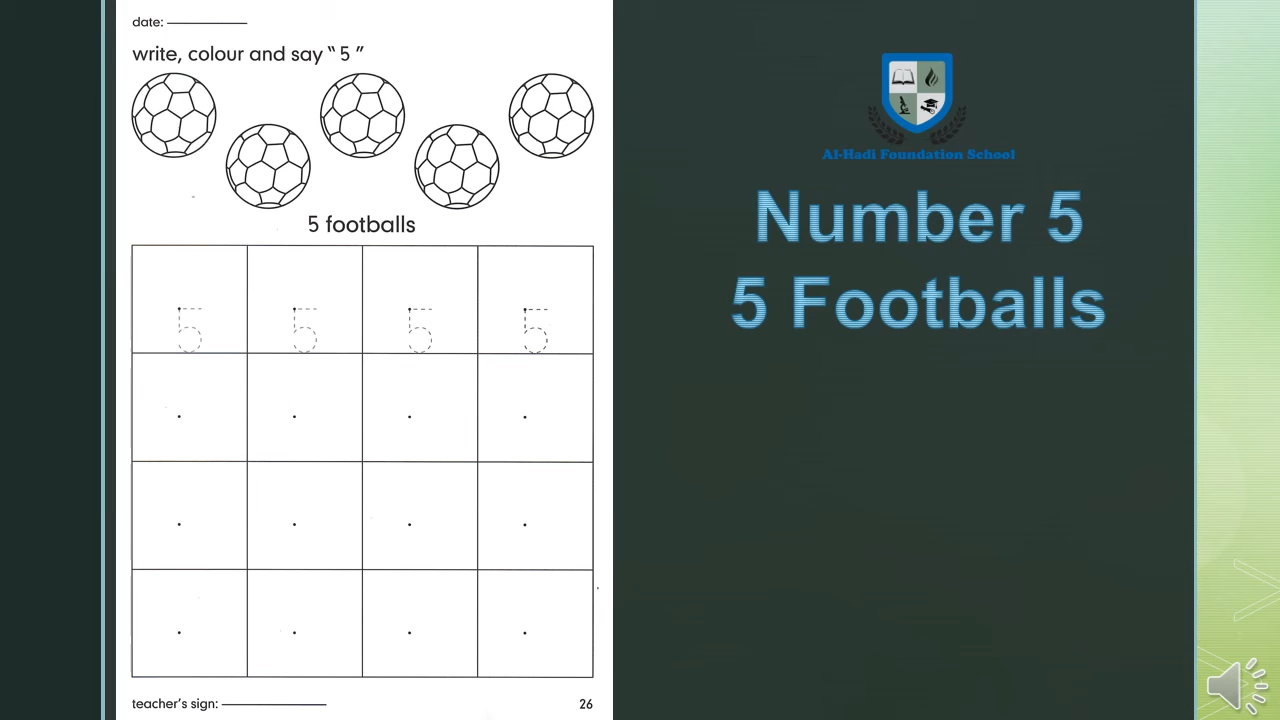 date:
write, colour and say “ 5 ”
5 footballs
5 5 5 5
teacher's sign:
26
Al-Hadi Foundation School
Number 5
5 Footballs